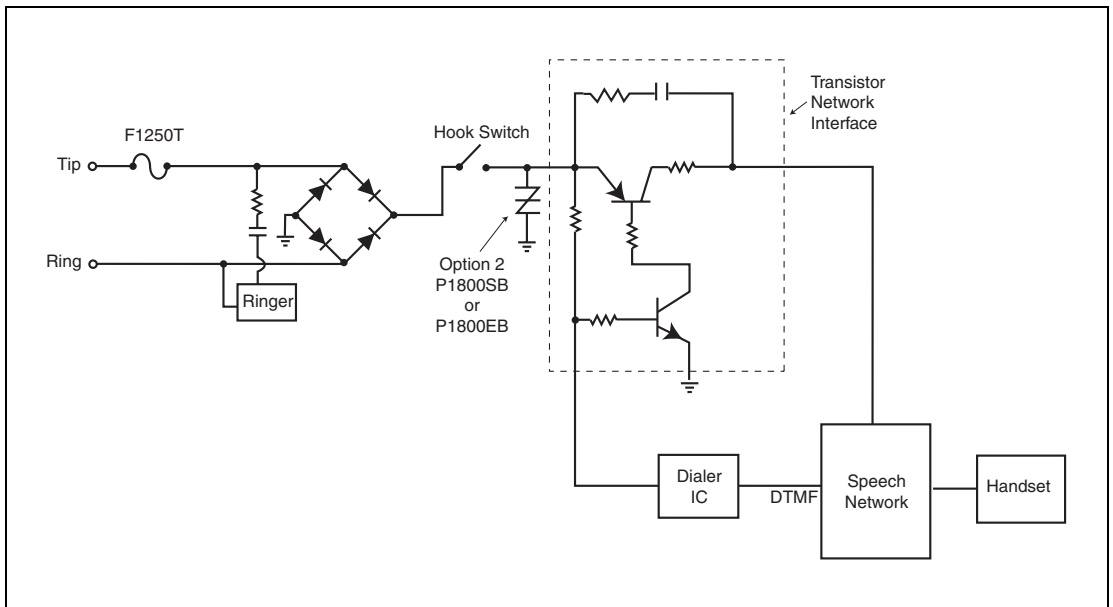 Transistor
Network
Interface
F1250T
Hook Switch
Tip
Ring
Ringer
Option 2
P1800SB
or
P1800EB
Dialer
IC
DTMF
Speech
Network
Handset